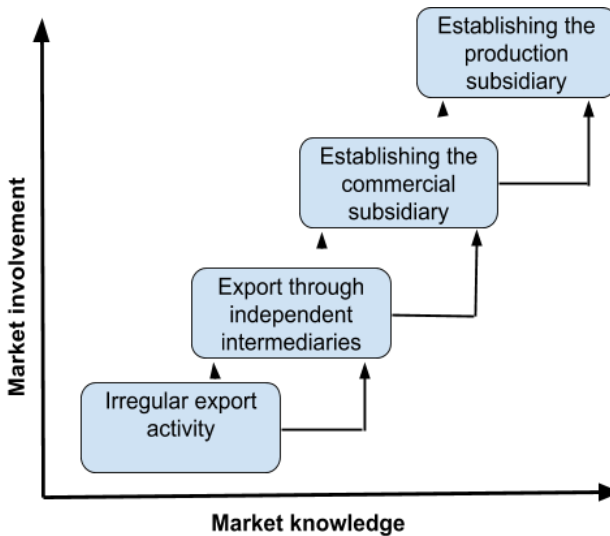 Establishing the
production
subsidiary
Establishing the
commercial
subsidiary
Export through
independent
intermediaries
Irregular export
activity
Market involvement
Market knowledge